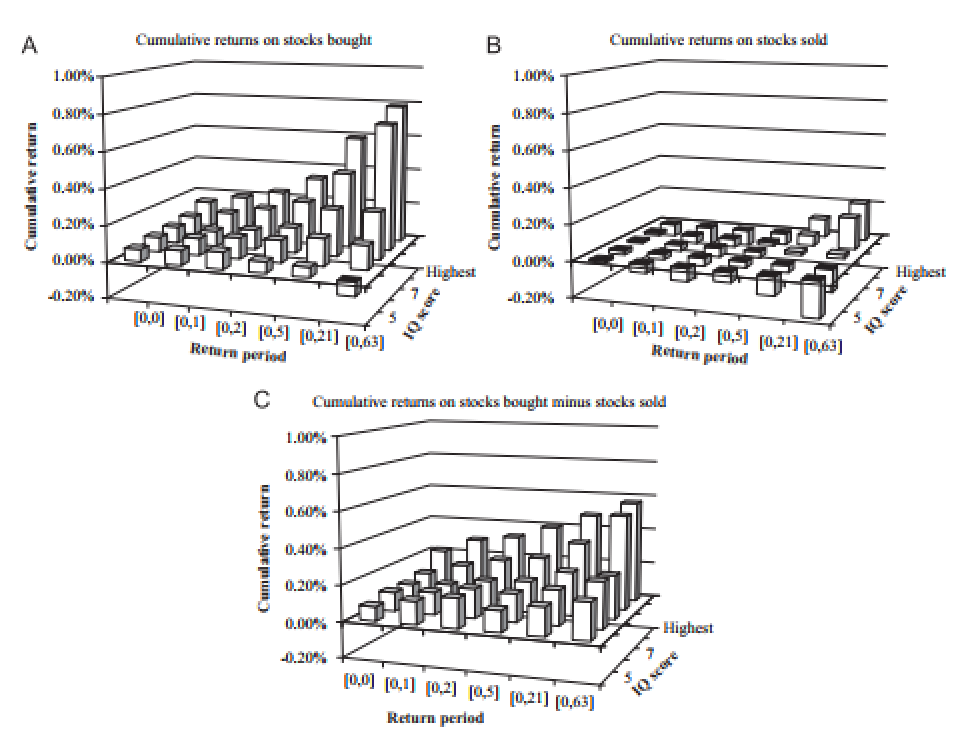 A
Cumulative returns on stocks bought
1.00%
0.80%
0.60%
0.40%
0.20%
0.00%
-0.20%
Cumulative return
[0,0] [0,1] [0,2] [0,5] [0,21] [0,63]
Return period
5
7
Highest
IQ score
B
Cumulative returns on stocks sold
1.00%
0.80%
0.60%
0.40%
0.20%
0.00%
-0.20%
Cumulative return
[0,0] [0,1] [0,2] [0,5] [0,21] [0,63]
Return period
5
7
Highest
IQ score
C
Cumulative returns on stocks bought minus stocks sold
1.00%
0.80%
0.60%
0.40%
0.20%
0.00%
-0.20%
Cumulative return
[0,0] [0,1] [0,2] [0,5] [0,21] [0,63]
Return period
5
7
Highest
IQ score